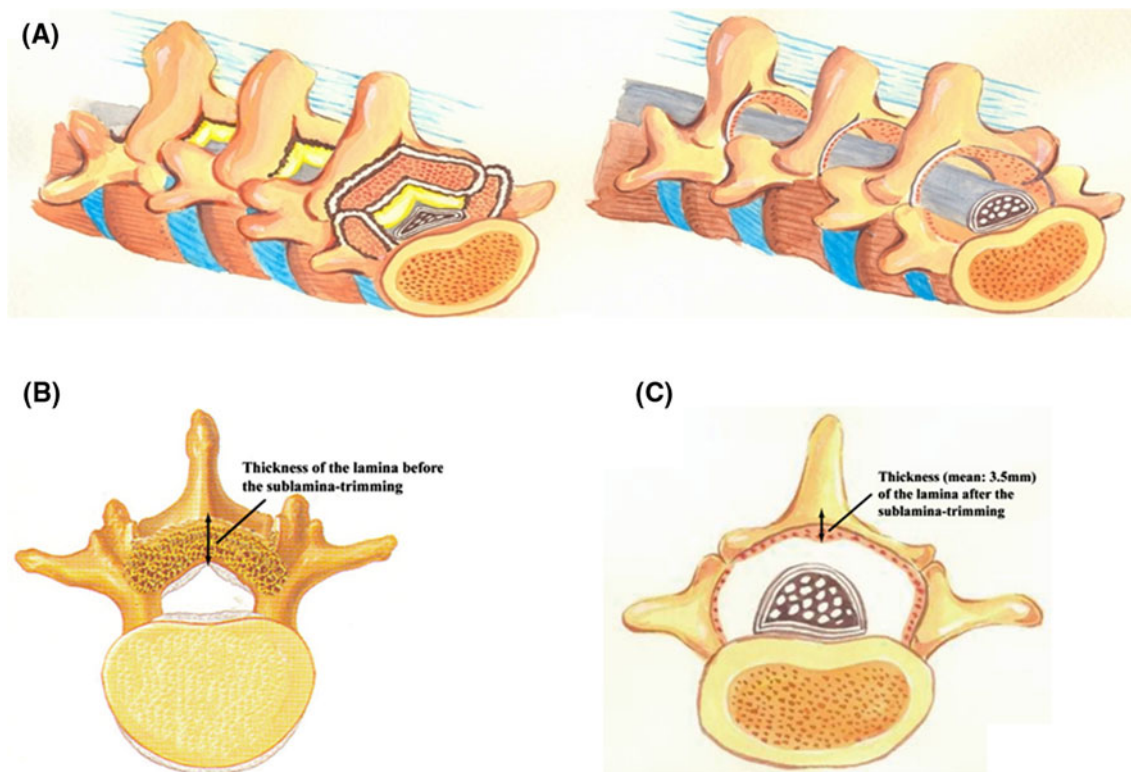 (A)
(B)
Thickness of the lamina before
the sublamina-trimming
(C)
Thickness (mean: 3.5mm)
of the lamina after the
sublamina-trimming